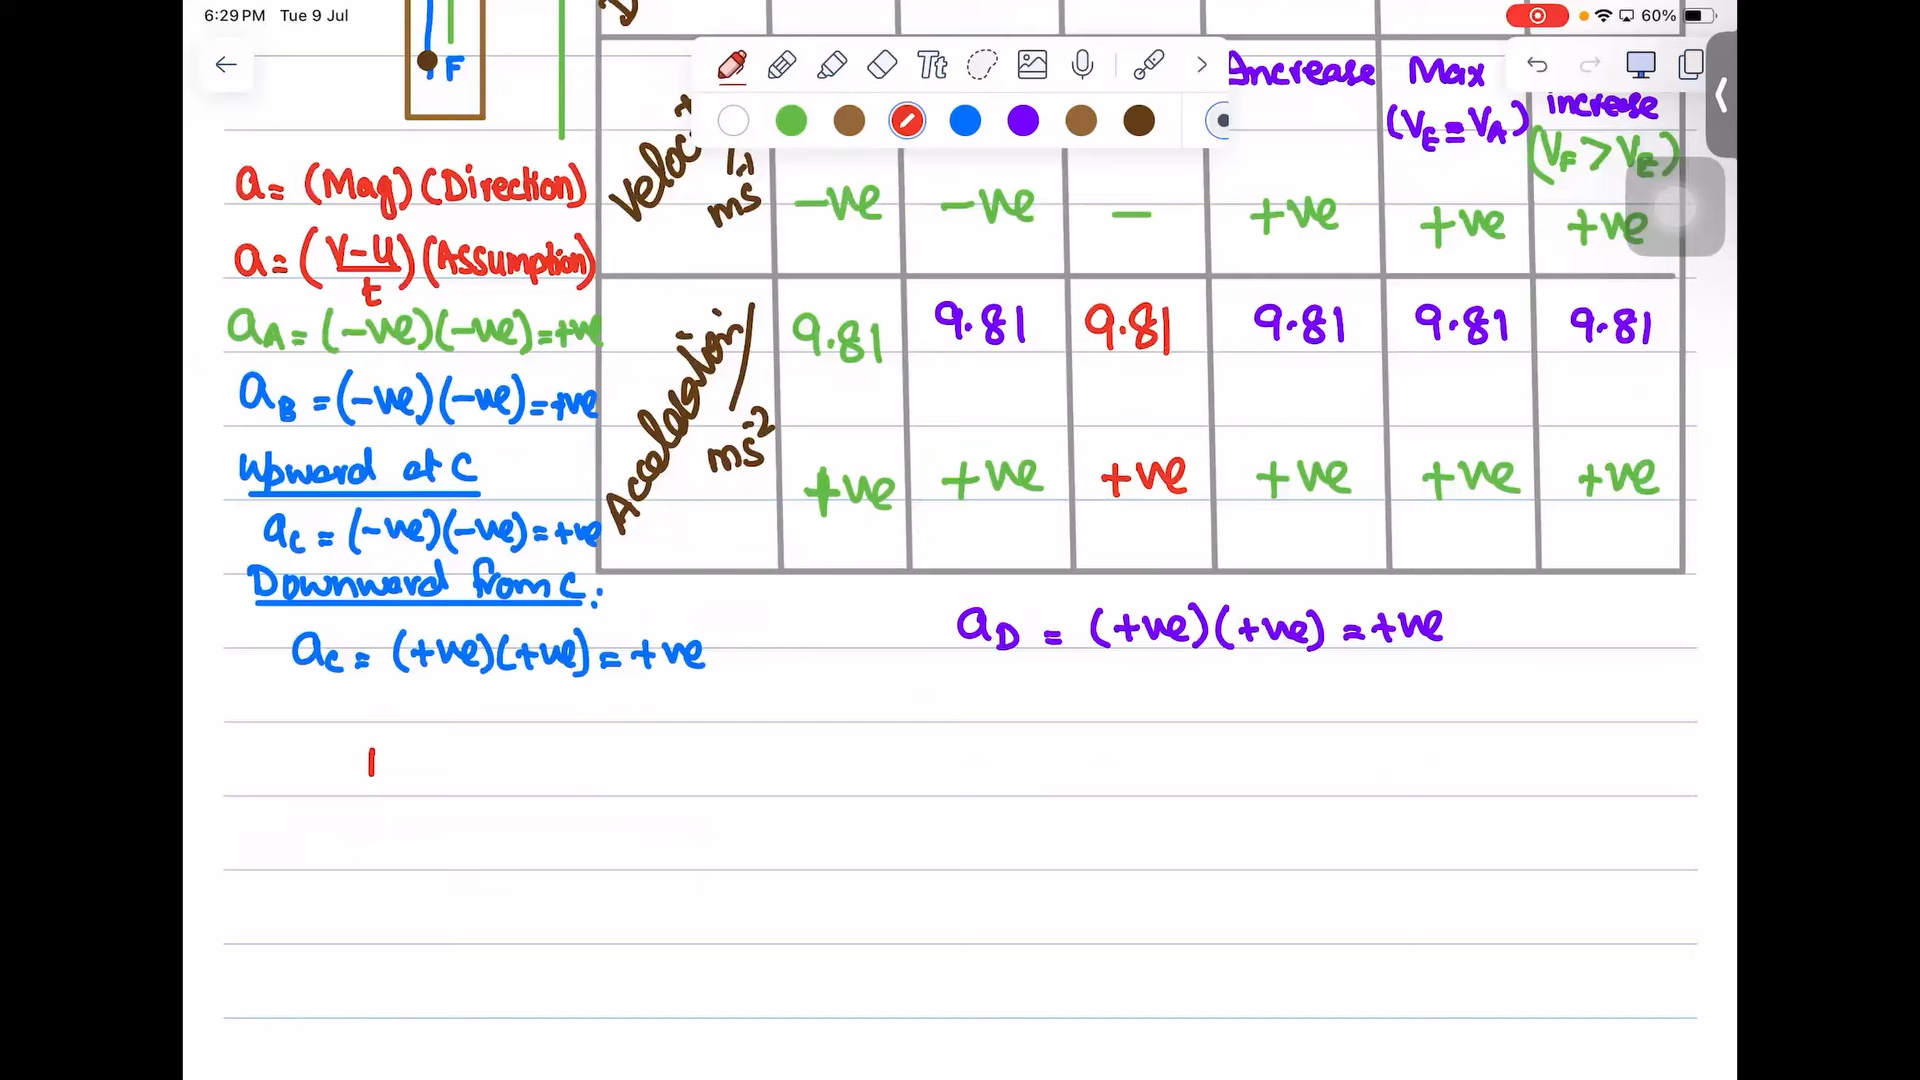 6:29 PM Tue 9 Jul
60%
Tt
F
Increase
Max
increase
(VE = VA)
(VF > VE)
ms-1
-ve -ve - +ve +ve +ve
a = (Mag) (Direction)
a = (v-u/t) (Assumption)
aA = (-ve)(-ve) = +ve
aB = (-ve)(-ve) = +ve
Upward at C
aC = (-ve)(-ve) = +ve
Downward from C:
aC = (+ve)(+ve) = +ve
Acceleration/ms-2
9.81 9.81 9.81 9.81 9.81 9.81
+ve +ve +ve +ve +ve +ve
aD = (+ve)(+ve) = +ve